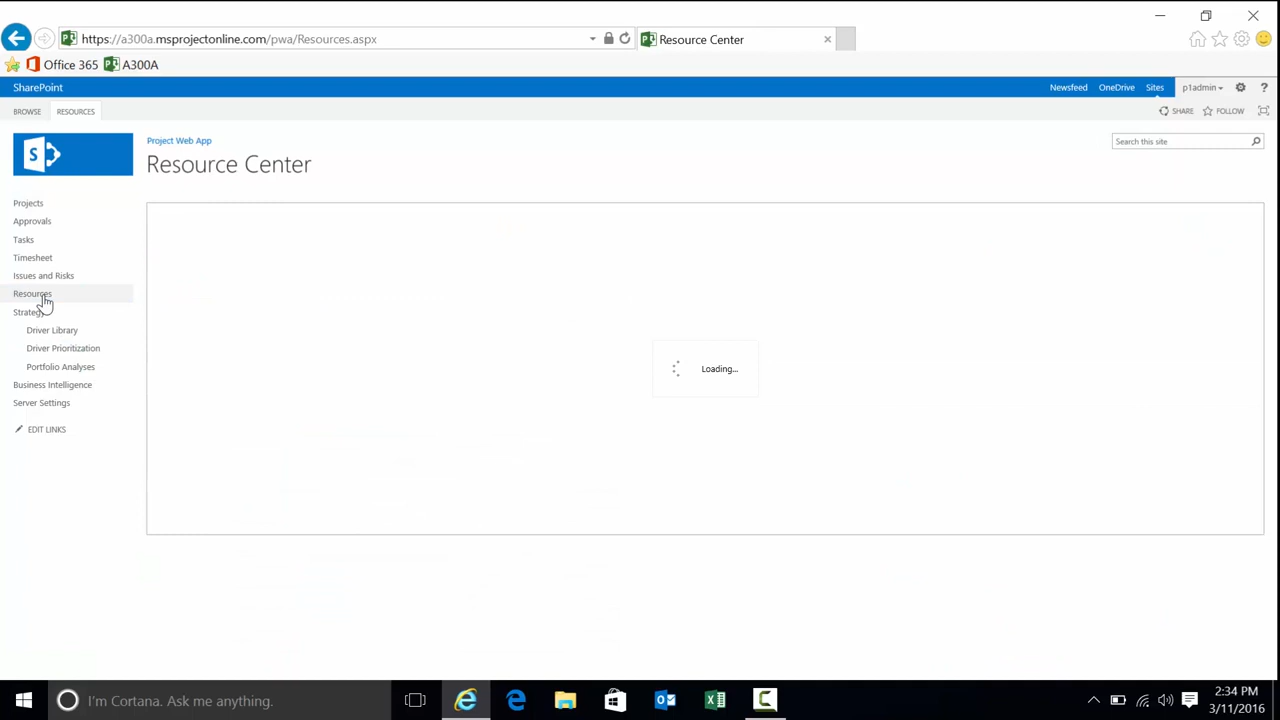 https://a300a.msprojectonline.com/pwa/Resources.aspx
Resource Center
Office 365
A300A
SharePoint
Newsfeed
OneDrive
Sites
p1admin
?
BROWSE
RESOURCES
SHARE
FOLLOW
S
Project Web App
Search this site
Resource Center
Projects
Approvals
Tasks
Timesheet
Issues and Risks
Resources
Strategy
Driver Library
Driver Prioritization
Portfolio Analyses
Business Intelligence
Server Settings
EDIT LINKS
Loading...
I'm Cortana. Ask me anything.
2:34 PM
3/11/2016